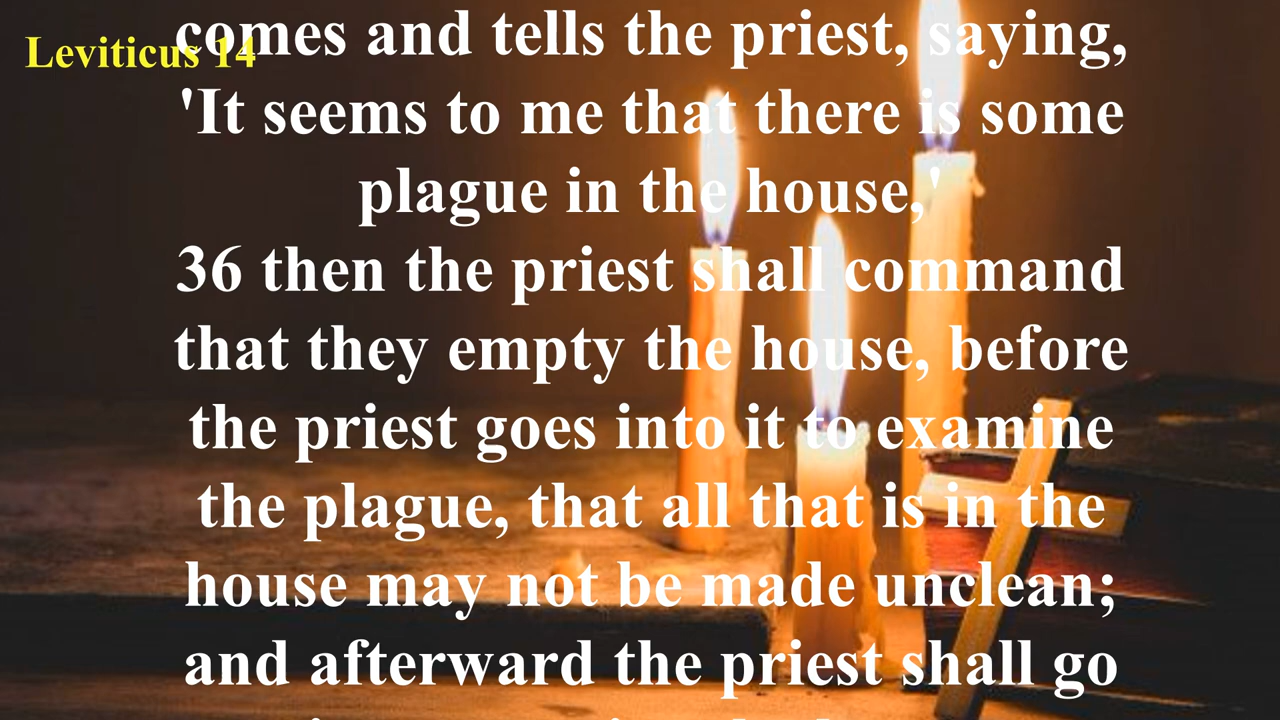 Leviticus 14
comes and tells the priest, saying,
'It seems to me that there is some
plague in the house,'
36 then the priest shall command
that they empty the house, before
the priest goes into it to examine
the plague, that all that is in the
house may not be made unclean;
and afterward the priest shall go